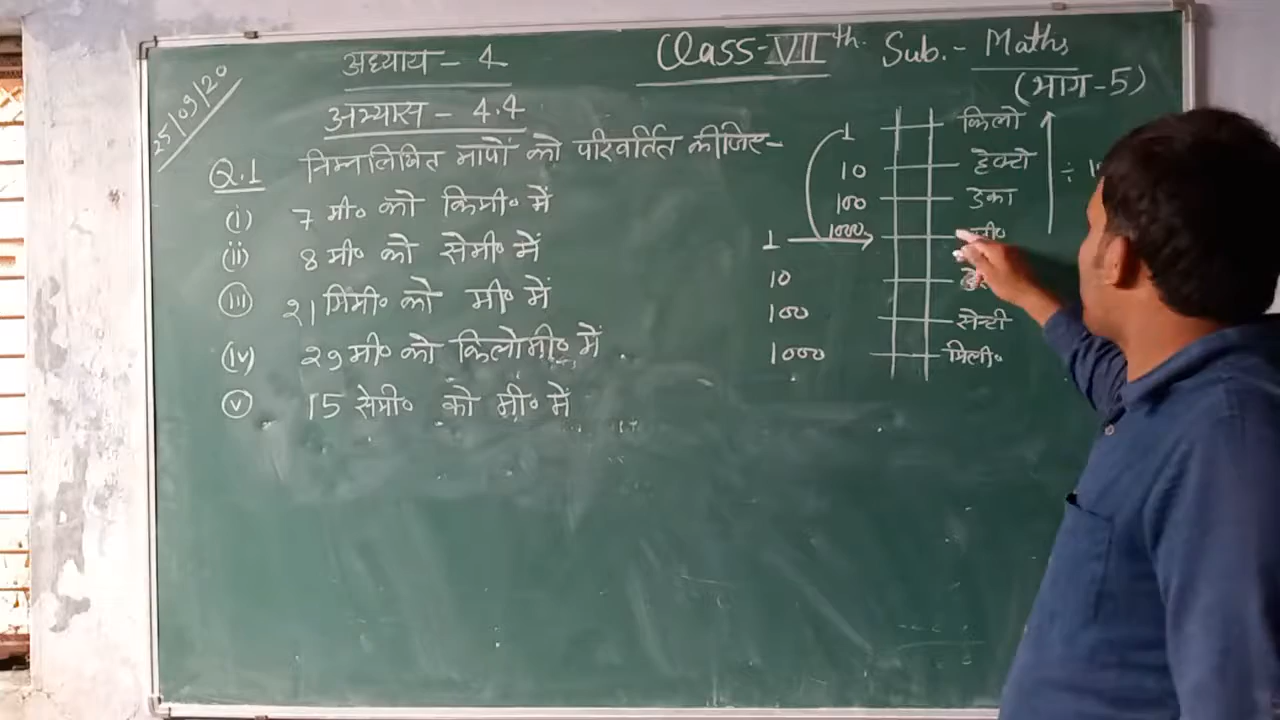 25/09/20
अध्याय - 4
Class-VIIth Sub. - Maths
(भाग-5)
अभ्यास - 4.4
Q.1 निम्नलिखित मापों को परिवर्तित कीजिए-
(i) 7 मी० को किमी० में
(ii) 8 मी० को सेमी० में
(iii) 21 मिमी० को मी० में
(iv) 29 मी० को किलोमी० में
(v) 15 सेमी० को मी० में
1 किलो
10 हेक्टो
100 डेका
1 1000 मी०
10
100 सेन्टी
1000 मिली०
÷